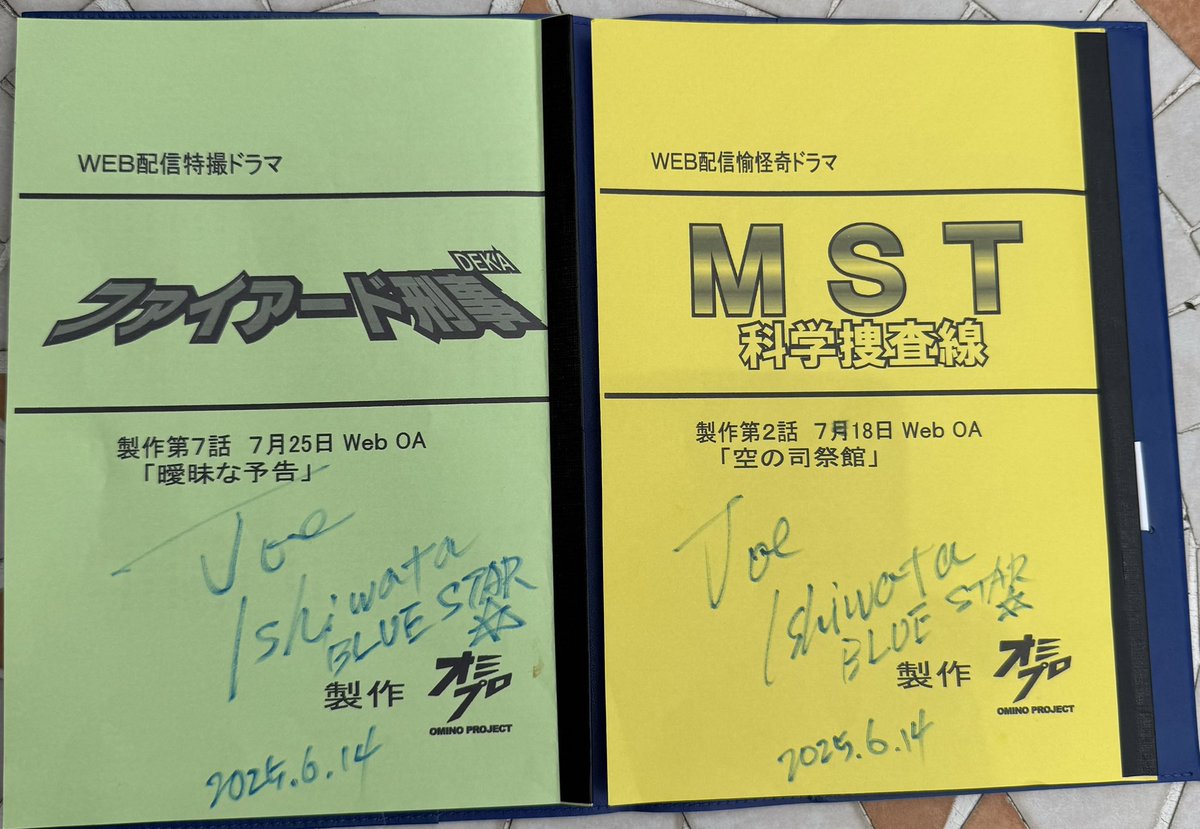 WEB配信特撮ドラマ
DEKA
ファイアード刑事
製作第7話 7月25日 Web OA
「曖昧な予告」
Joe
Ishiwata
BLUE STAR
製作 オミプロ
OMINO PROJECT
2025.6.14
WEB配信愉怪奇ドラマ
MST
科学捜査線
製作第2話 7月18日 Web OA
「空の司祭館」
Joe
Ishiwata
BLUE STAR
製作 オミプロ
OMINO PROJECT
2025.6.14